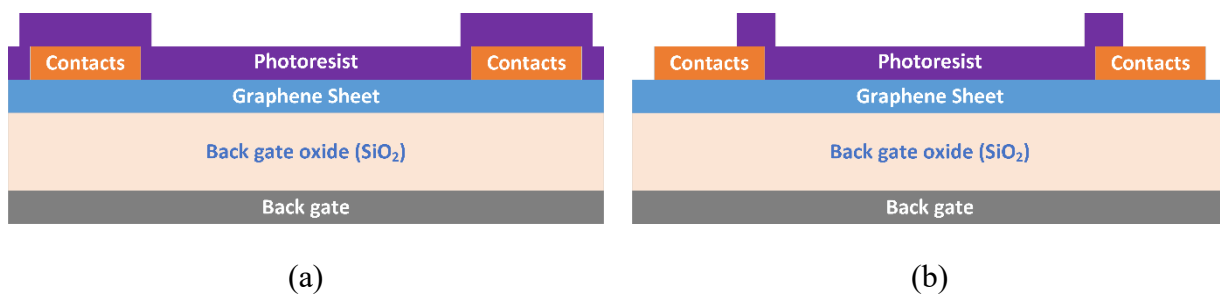 Contacts Photoresist Contacts
Graphene Sheet
Back gate oxide (SiO₂)
Back gate
(a)
Contacts Photoresist Contacts
Graphene Sheet
Back gate oxide (SiO₂)
Back gate
(b)